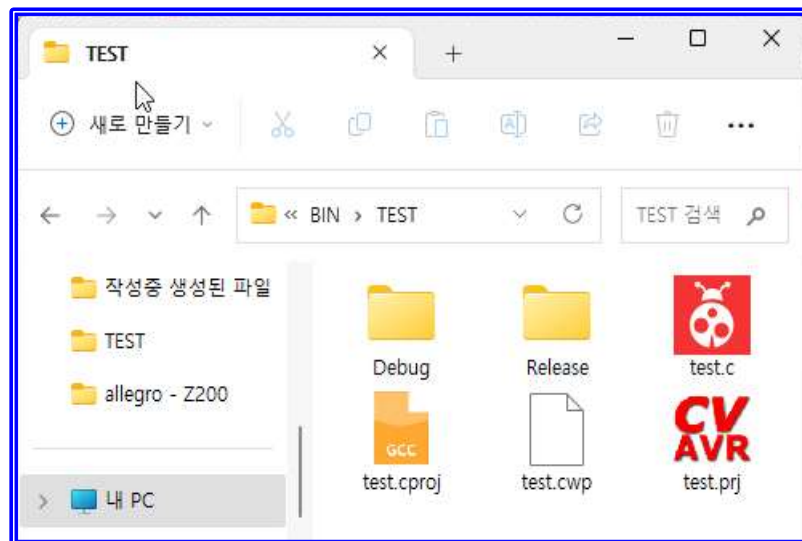 TEST
새로 만들기
BIN > TEST
TEST 검색
작성중 생성된 파일
TEST
allegro - Z200
내 PC
Debug
Release
test.c
GCC
CV
AVR
test.cproj
test.cwp
test.prj